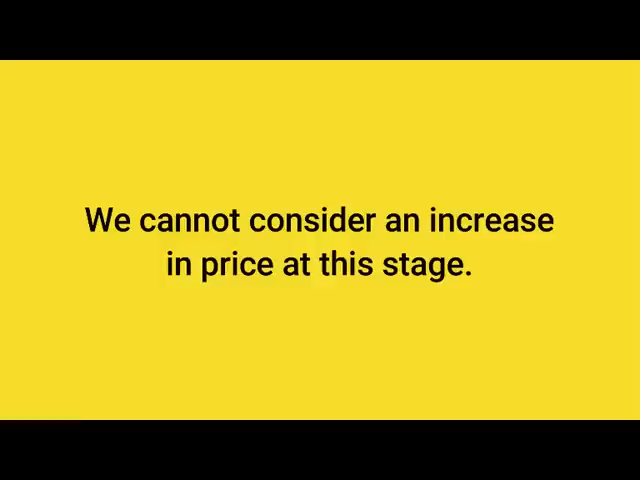 We cannot consider an increase
in price at this stage.